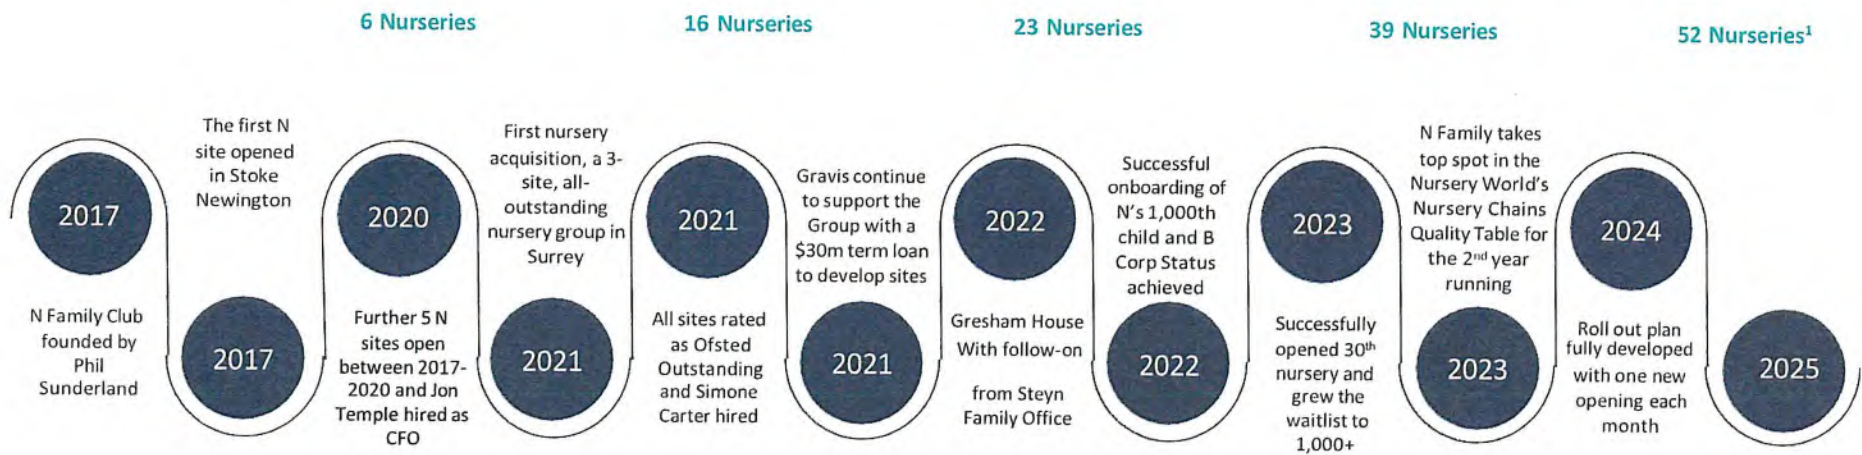 6 Nurseries
16 Nurseries
23 Nurseries
39 Nurseries
52 Nurseries¹
2017
N Family Club
founded by
Phil
Sunderland
The first N
site opened
in Stoke
Newington
2017
2020
Further 5 N
sites open
between 2017-
2020 and Jon
Temple hired as
CFO
First nursery
acquisition, a 3-
site, all-
outstanding
nursery group in
Surrey
2021
2021
All sites rated
as Ofsted
Outstanding
and Simone
Carter hired
Gravis continue
to support the
Group with a
$30m term loan
to develop sites
2021
2022
Gresham House
With follow-on
from Steyn
Family Office
Successful
onboarding of
N's 1,000th
child and B
Corp Status
achieved
2022
2023
Successfully
opened 30th
nursery and
grew the
waitlist to
1,000+
N Family takes
top spot in the
Nursery World's
Nursery Chains
Quality Table for
the 2nd year
running
2023
2024
Roll out plan
fully developed
with one new
opening each
month
2025